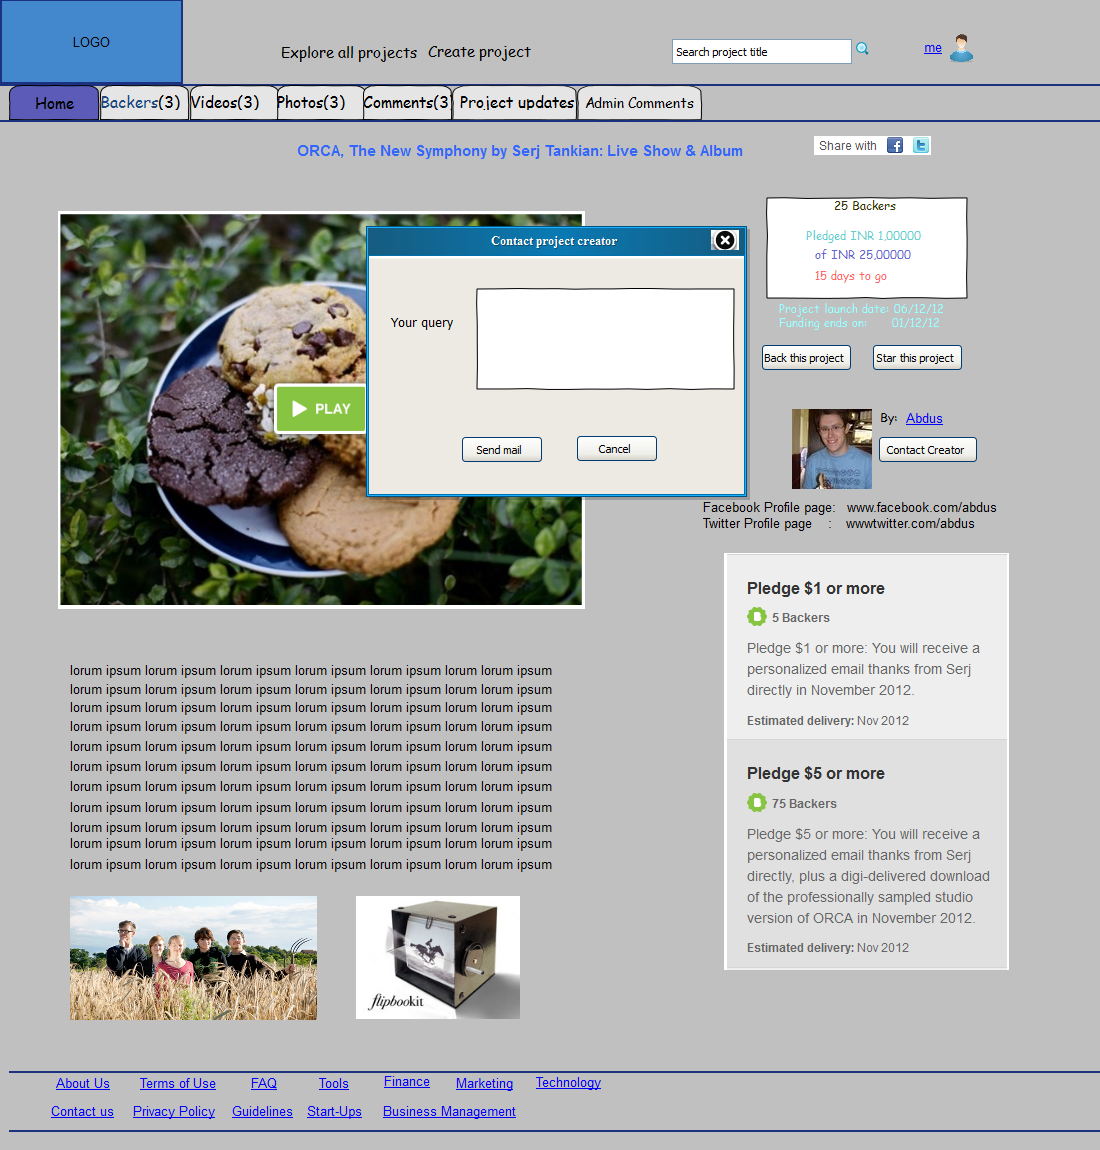 LOGO
Explore all projects Create project
Search project title
me
Home
Backers(3)
Videos(3)
Photos(3)
Comments(3)
Project updates
Admin Comments
ORCA, The New Symphony by Serj Tankian: Live Show & Album
Share with
25 Backers
Pledged INR 1,00000
of INR 25,00000
15 days to go
Project launch date: 06/12/12
Funding ends on: 01/12/12
Back this project
Star this project
PLAY
Contact project creator
Your query
Send mail
Cancel
By: Abdus
Contact Creator
Facebook Profile page: www.facebook.com/abdus
Twitter Profile page : wwwtwitter.com/abdus
Pledge $1 or more
5 Backers
Pledge $1 or more: You will receive a
personalized email thanks from Serj
directly in November 2012.
Estimated delivery: Nov 2012
Pledge $5 or more
75 Backers
Pledge $5 or more: You will receive a
personalized email thanks from Serj
directly, plus a digi-delivered download
of the professionally sampled studio
version of ORCA in November 2012.
Estimated delivery: Nov 2012
lorum ipsum lorum ipsum lorum ipsum lorum ipsum lorum ipsum lorum lorum ipsum
lorum ipsum lorum ipsum lorum ipsum lorum ipsum lorum ipsum lorum lorum ipsum
lorum ipsum lorum ipsum lorum ipsum lorum ipsum lorum ipsum lorum lorum ipsum
lorum ipsum lorum ipsum lorum ipsum lorum ipsum lorum ipsum lorum lorum ipsum
lorum ipsum lorum ipsum lorum ipsum lorum ipsum lorum ipsum lorum lorum ipsum
lorum ipsum lorum ipsum lorum ipsum lorum ipsum lorum ipsum lorum lorum ipsum
lorum ipsum lorum ipsum lorum ipsum lorum ipsum lorum ipsum lorum lorum ipsum
lorum ipsum lorum ipsum lorum ipsum lorum ipsum lorum ipsum lorum lorum ipsum
lorum ipsum lorum ipsum lorum ipsum lorum ipsum lorum ipsum lorum lorum ipsum
lorum ipsum lorum ipsum lorum ipsum lorum ipsum lorum ipsum lorum lorum ipsum
lorum ipsum lorum ipsum lorum ipsum lorum ipsum lorum ipsum lorum lorum ipsum
flipbookit
About Us Terms of Use FAQ Tools Finance Marketing Technology
Contact us Privacy Policy Guidelines Start-Ups Business Management